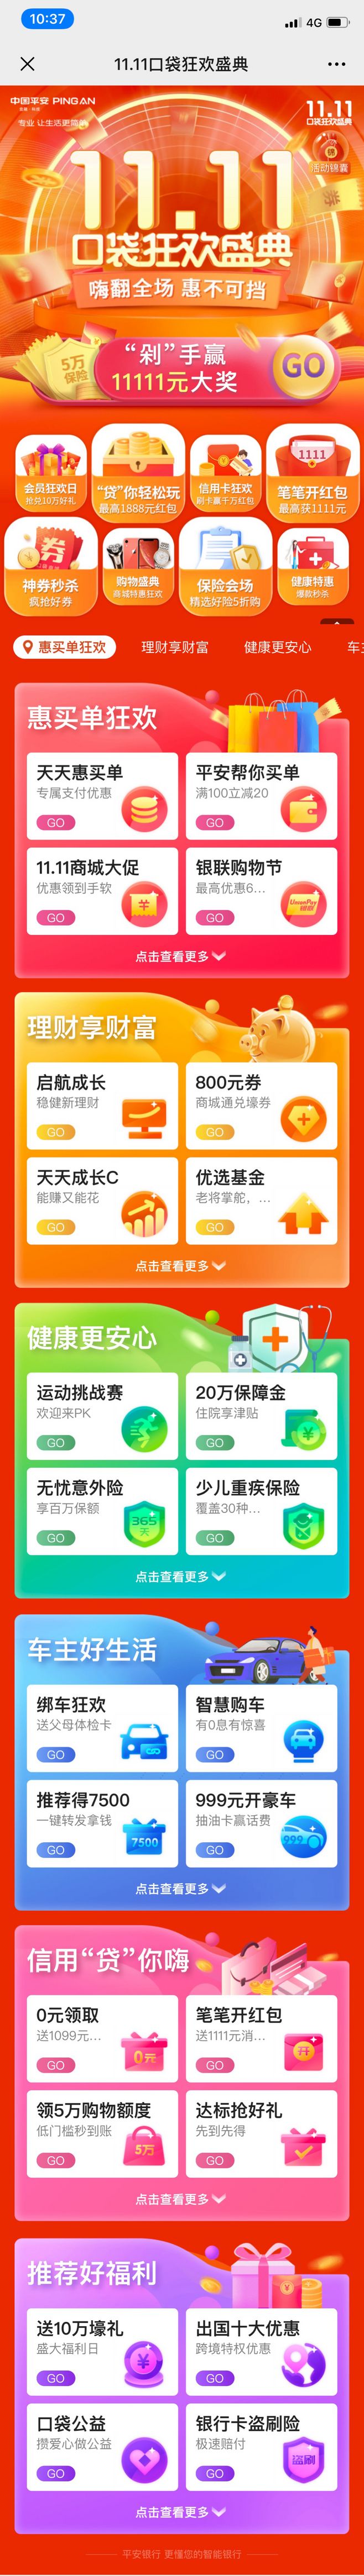 10:37
4G
11.11口袋狂欢盛典
中国平安 PING AN
专业 让生活更简单
11.11
口袋狂欢盛典
活动锦囊
11.11
口袋狂欢盛典
嗨翻全场 惠不可挡
5万
保险
“剁”手赢
11111元大奖
GO
会员狂欢日
抢兑10万好礼
“贷”你轻松玩
最高1888元红包
信用卡狂欢
刷卡赢千万红包
1111
笔笔开红包
最高获1111元
券
神券秒杀
疯抢好券
购物盛典
商城特惠狂欢
保险会场
精选好险5折购
健康特惠
爆款秒杀
惠买单狂欢
理财享财富
健康更安心
车主
惠买单狂欢
天天惠买单
专属支付优惠
GO
平安帮你买单
满100立减20
GO
11.11商城大促
优惠领到手软
GO
银联购物节
最高优惠6...
GO
UnionPay
银联
点击查看更多
理财享财富
启航成长
稳健新理财
GO
800元券
商城通兑壕券
GO
天天成长C
能赚又能花
GO
优选基金
老将掌舵，...
GO
点击查看更多
健康更安心
运动挑战赛
欢迎来PK
GO
20万保障金
住院享津贴
GO
无忧意外险
享百万保额
GO
365
天
少儿重疾保险
覆盖30种...
GO
点击查看更多
车主好生活
绑车狂欢
送父母体检卡
GO
智慧购车
有0息有惊喜
GO
推荐得7500
一键转发拿钱
GO
7500
999元开豪车
抽油卡赢话费
GO
999
点击查看更多
信用“贷”你嗨
0元领取
送1099元...
GO
0元
笔笔开红包
送1111元消...
GO
开
领5万购物额度
低门槛秒到账
GO
5万
达标抢好礼
先到先得
GO
点击查看更多
推荐好福利
送10万壕礼
盛大福利日
GO
出国十大优惠
跨境特权优惠
GO
口袋公益
攒爱心做公益
GO
银行卡盗刷险
极速赔付
GO
盗刷
点击查看更多
平安银行 更懂您的智能银行